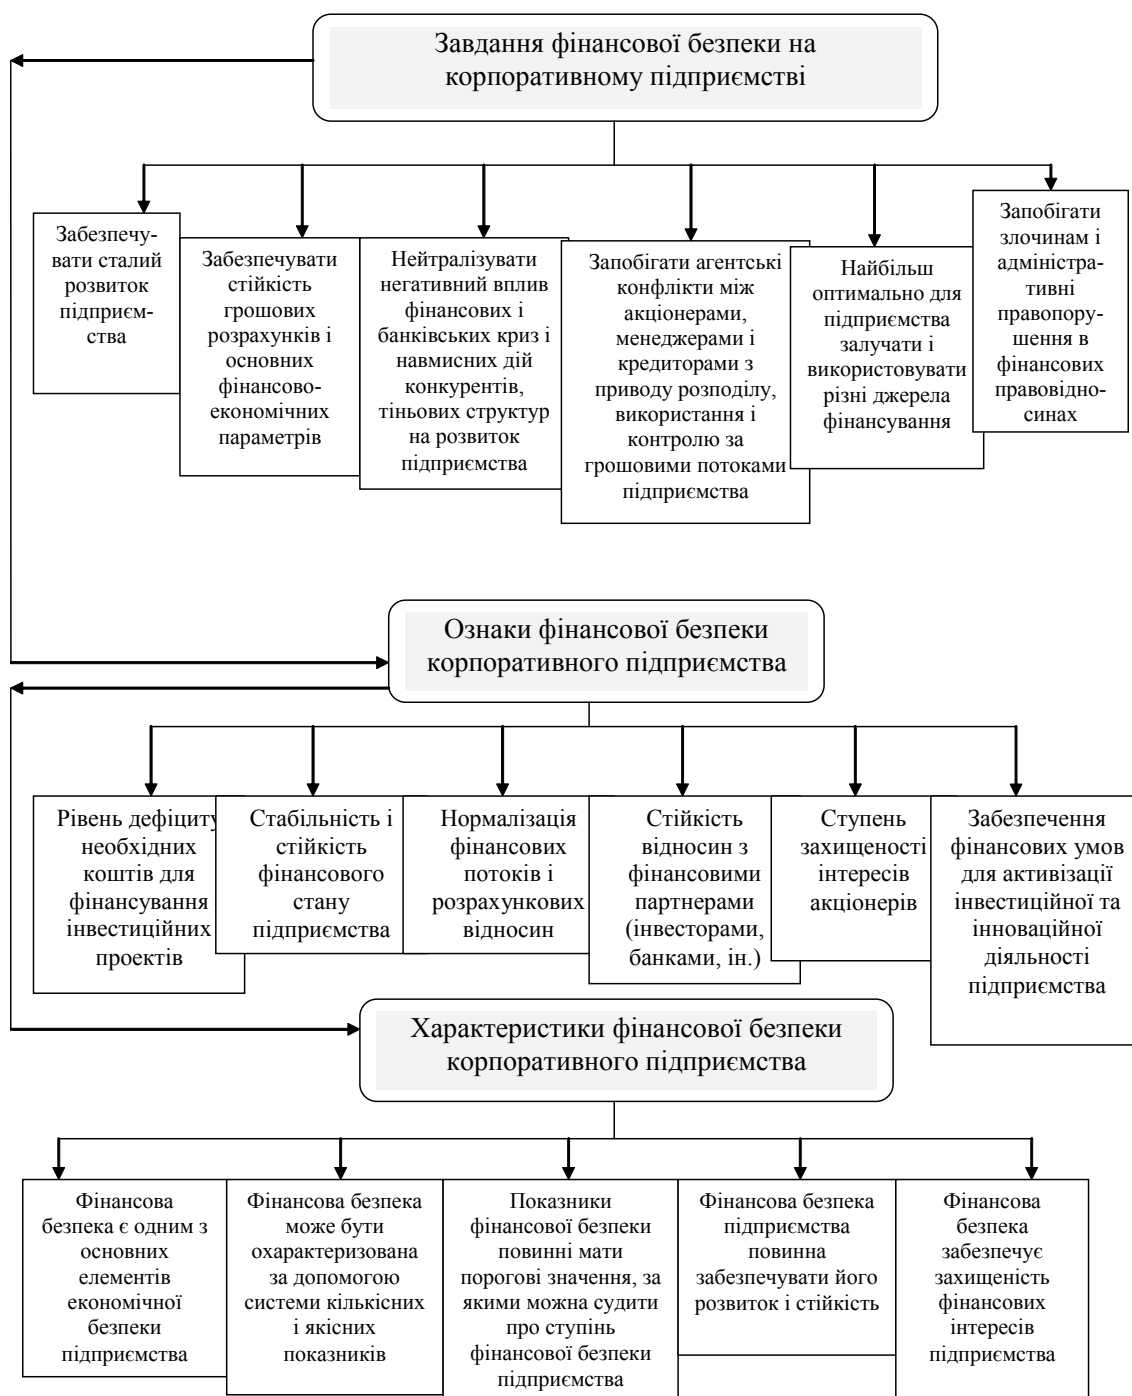 Завдання фінансової безпеки на
корпоративному підприємстві
Забезпечу-
вати сталий
розвиток
підприєм-
ства
Забезпечувати
стійкість
грошових
розрахунків і
основних
фінансово-
економічних
параметрів
Нейтралізувати
негативний вплив
фінансових і
банківських криз і
навмисних дій
конкурентів,
тіньових структур
на розвиток
підприємства
Запобігати агентські
конфлікти між
акціонерами,
менеджерами і
кредиторами з
приводу розподілу,
використання і
контролю за
грошовими потоками
підприємства
Найбільш
оптимально для
підприємства
залучати і
використовувати
різні джерела
фінансування
Запобігати
злочинам і
адміністра-
тивні
правопору-
шення в
фінансових
правовідно-
синах
Ознаки фінансової безпеки
корпоративного підприємства
Рівень дефіциту
необхідних
коштів для
фінансування
інвестиційних
проектів
Стабільність і
стійкість
фінансового
стану
підприємства
Нормалізація
фінансових
потоків і
розрахункових
відносин
Стійкість
відносин з
фінансовими
партнерами
(інвесторами,
банками, ін.)
Ступень
захищеності
інтересів
акціонерів
Забезпечення
фінансових умов
для активізації
інвестиційної та
інноваційної
діяльності
підприємства
Характеристики фінансової безпеки
корпоративного підприємства
Фінансова
безпека є одним з
основних
елементів
економічної
безпеки
підприємства
Фінансова безпека
може бути
охарактеризована
за допомогою
системи кількісних
і якісних
показників
Показники
фінансової безпеки
повинні мати
порогові значення, за
якими можна судити
про ступінь
фінансової безпеки
підприємства
Фінансова безпека
підприємства
повинна
забезпечувати його
розвиток і стійкість
Фінансова
безпека
забезпечує
захищеність
фінансових
інтересів
підприємства